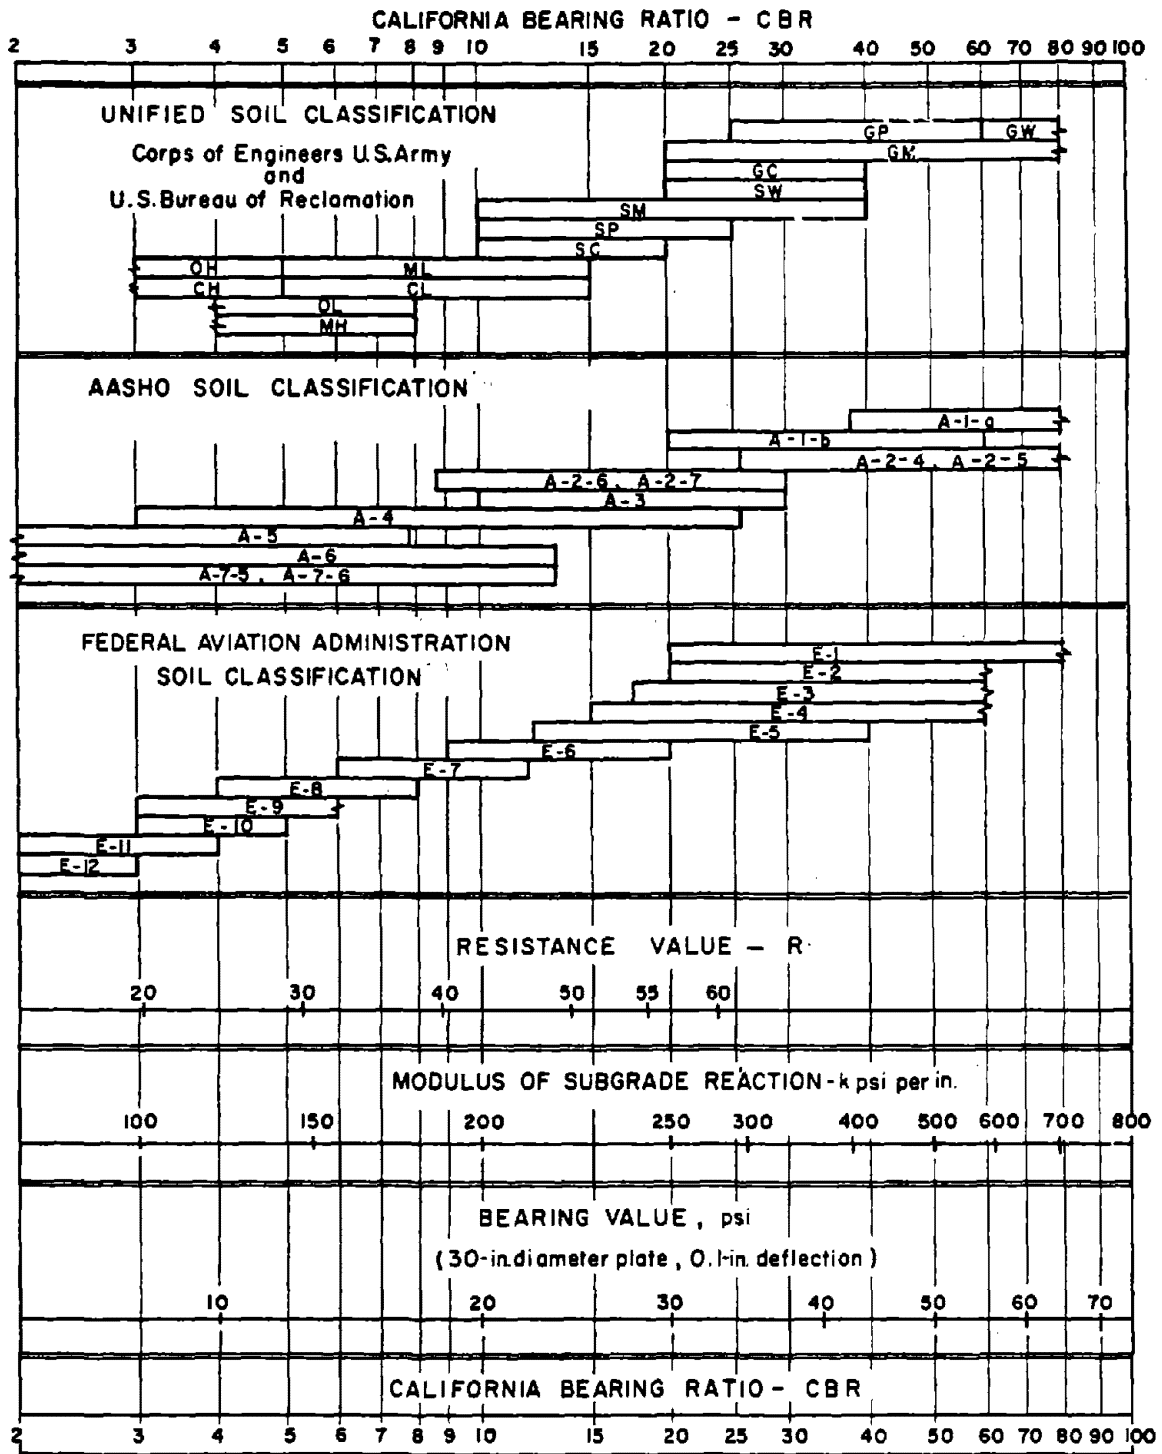 CALIFORNIA BEARING RATIO - CBR
2 3 4 5 6 7 8 9 10 15 20 25 30 40 50 60 70 80 90 100
UNIFIED SOIL CLASSIFICATION
Corps of Engineers U.S. Army
and
U.S. Bureau of Reclamation
GP GW
GM
GC
SW
SM
SP
SC
OH ML
CH CL
OL
MH
AASHO SOIL CLASSIFICATION
A-1-a
A-1-b
A-2-4, A-2-5
A-2-6, A-2-7
A-3
A-4
A-5
A-6
A-7-5, A-7-6
FEDERAL AVIATION ADMINISTRATION
SOIL CLASSIFICATION
E-1
E-2
E-3
E-4
E-5
E-6
E-7
E-8
E-9
E-10
E-11
E-12
RESISTANCE VALUE - R
20 30 40 50 55 60
MODULUS OF SUBGRADE REACTION - k psi per in.
100 150 200 250 300 400 500 600 700 800
BEARING VALUE, psi
(30-in. diameter plate, 0.1-in. deflection)
10 20 30 40 50 60 70
CALIFORNIA BEARING RATIO - CBR
2 3 4 5 6 7 8 9 10 15 20 25 30 40 50 60 70 80 90 100